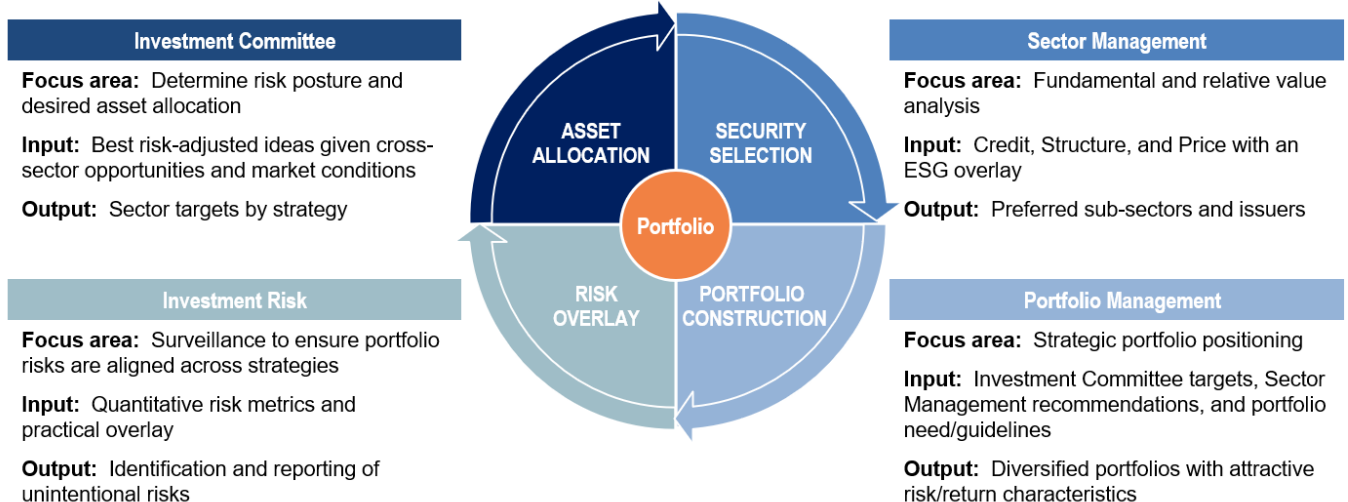 Investment Committee
Focus area: Determine risk posture and
desired asset allocation
Input: Best risk-adjusted ideas given cross-
sector opportunities and market conditions
Output: Sector targets by strategy
ASSET
ALLOCATION
SECURITY
SELECTION
Portfolio
RISK
OVERLAY
PORTFOLIO
CONSTRUCTION
Sector Management
Focus area: Fundamental and relative value
analysis
Input: Credit, Structure, and Price with an
ESG overlay
Output: Preferred sub-sectors and issuers
Investment Risk
Focus area: Surveillance to ensure portfolio
risks are aligned across strategies
Input: Quantitative risk metrics and
practical overlay
Output: Identification and reporting of
unintentional risks
Portfolio Management
Focus area: Strategic portfolio positioning
Input: Investment Committee targets, Sector
Management recommendations, and portfolio
need/guidelines
Output: Diversified portfolios with attractive
risk/return characteristics